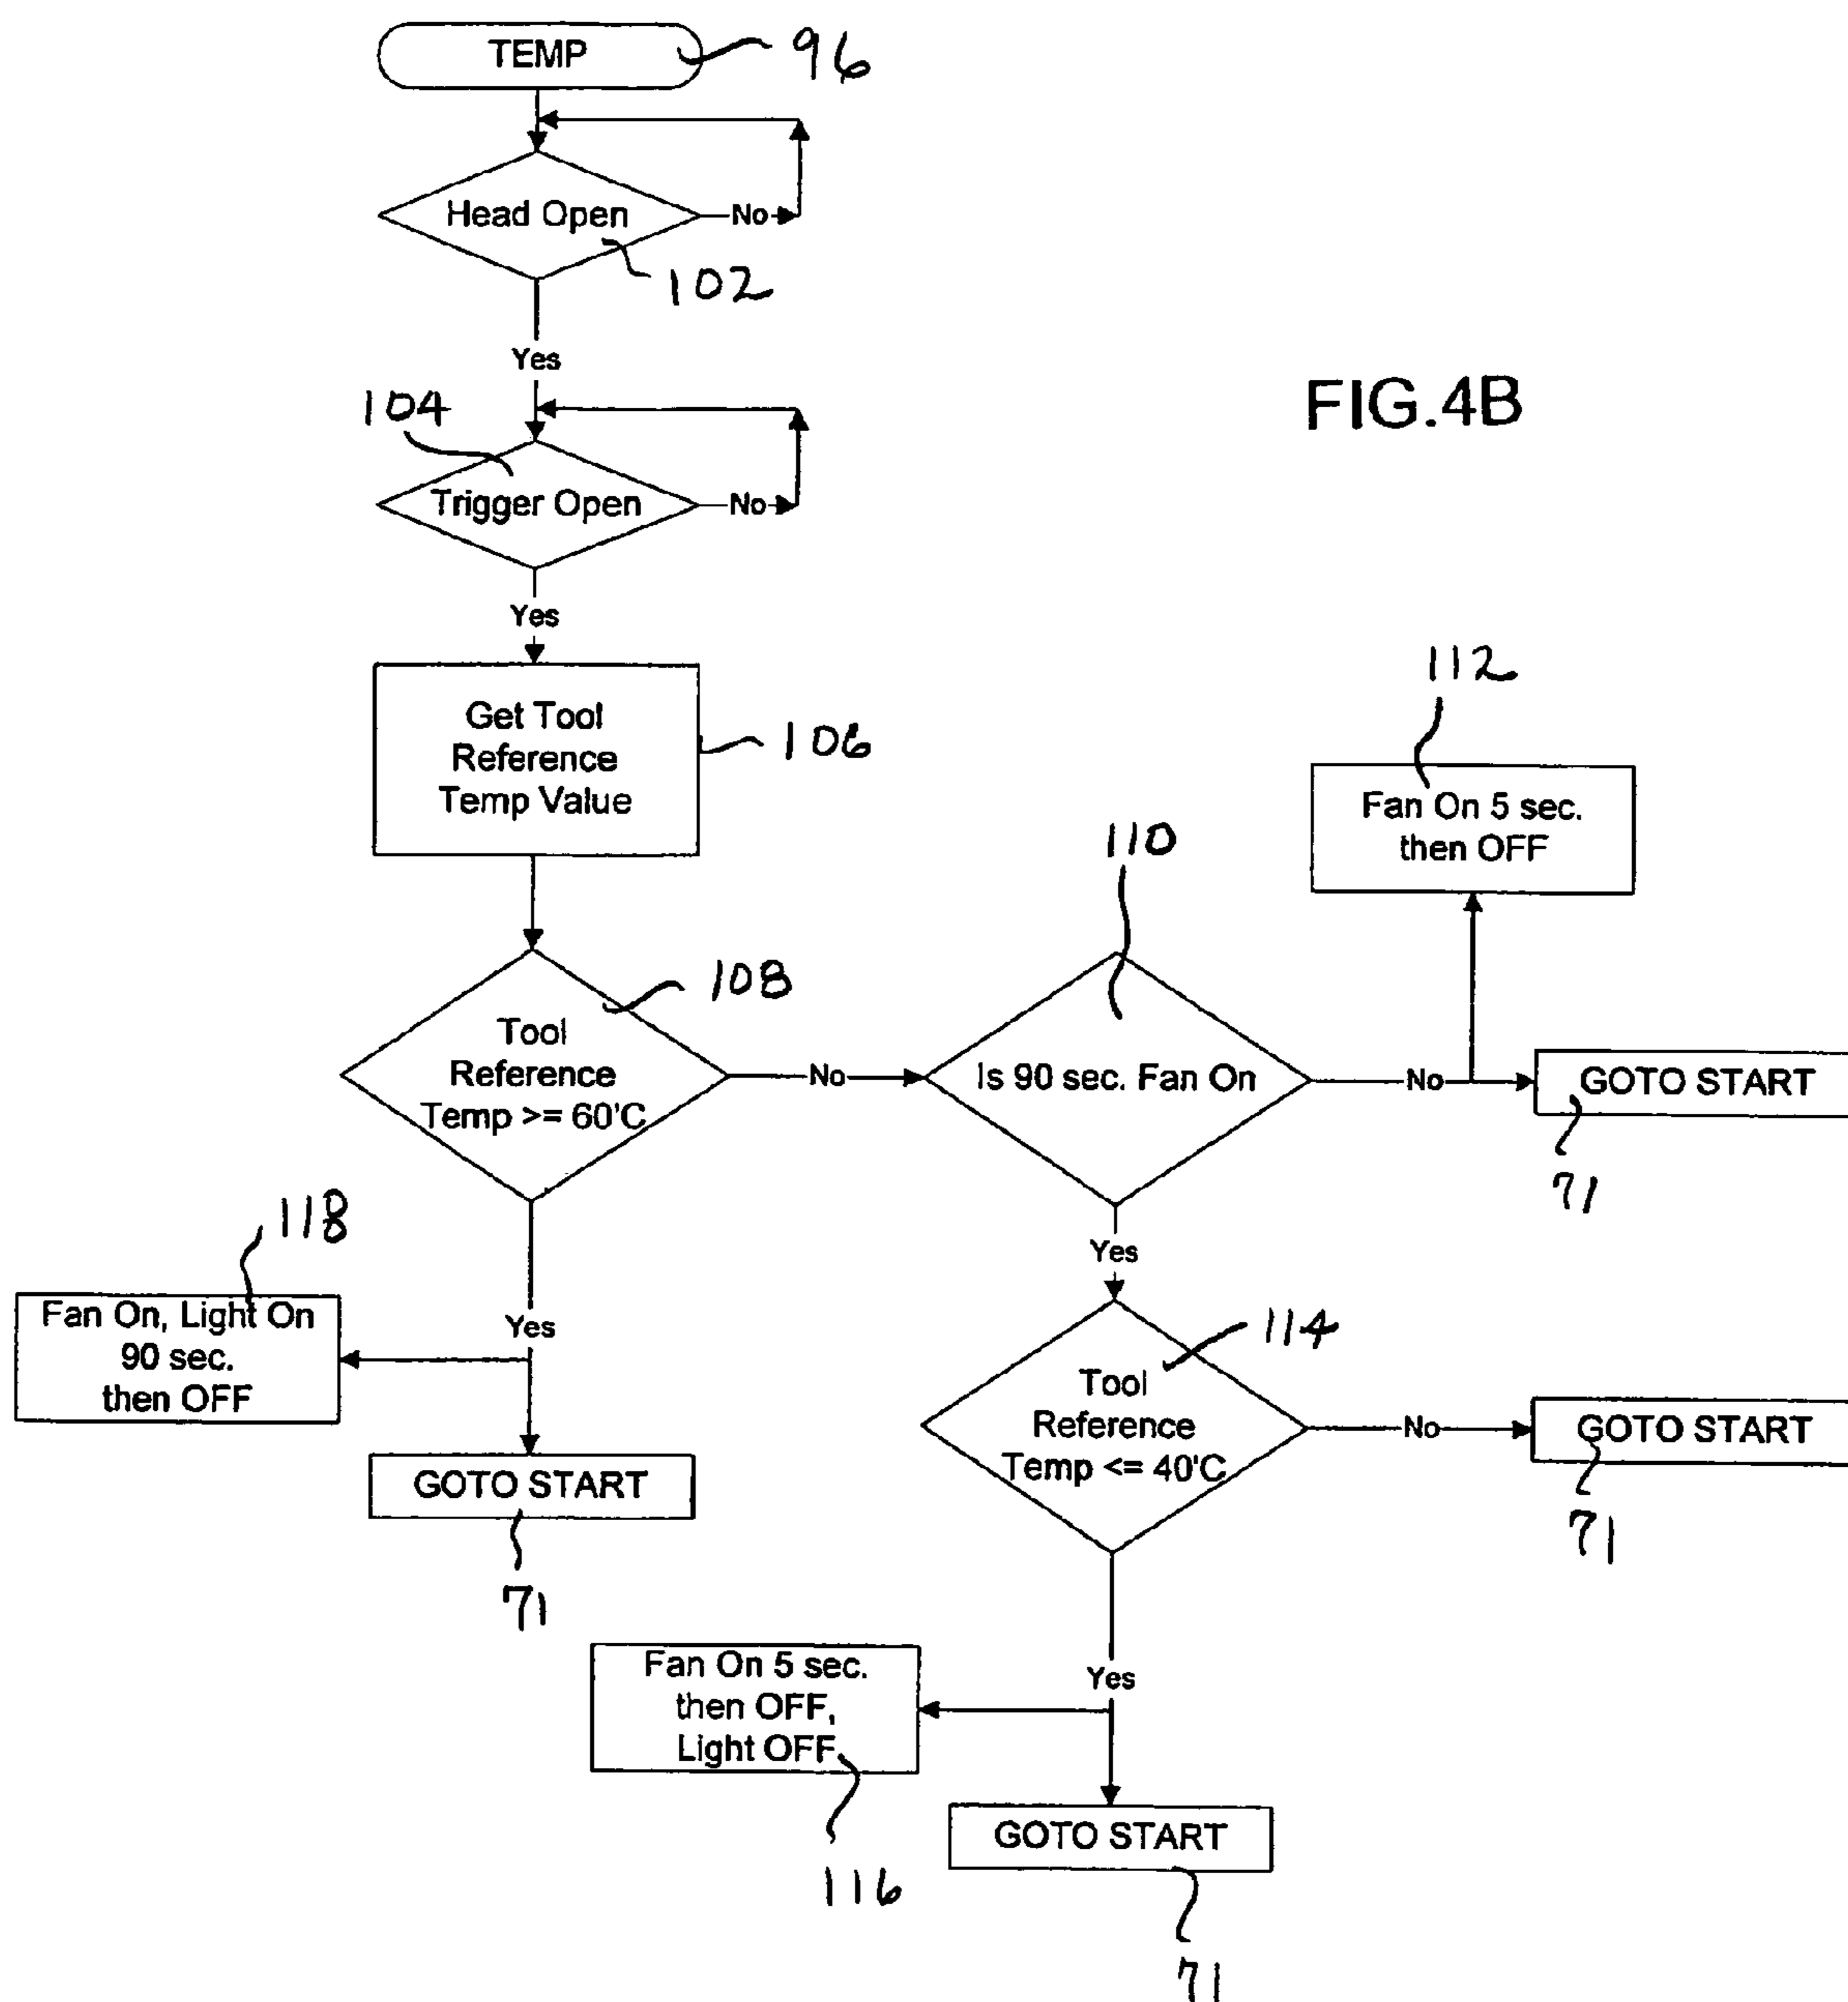 TEMP
96
Head Open
No
102
Yes
FIG.4B
104
Trigger Open
No
Yes
Get Tool
Reference
Temp Value
106
112
Fan On 5 sec.
then OFF
110
108
Tool
Reference
Temp >= 60'C
No
Is 90 sec. Fan On
No
GOTO START
71
Yes
118
Fan On, Light On
90 sec.
then OFF
Yes
GOTO START
71
114
Tool
Reference
Temp <= 40'C
No
GOTO START
71
Yes
Fan On 5 sec.
then OFF,
Light OFF
116
GOTO START
71